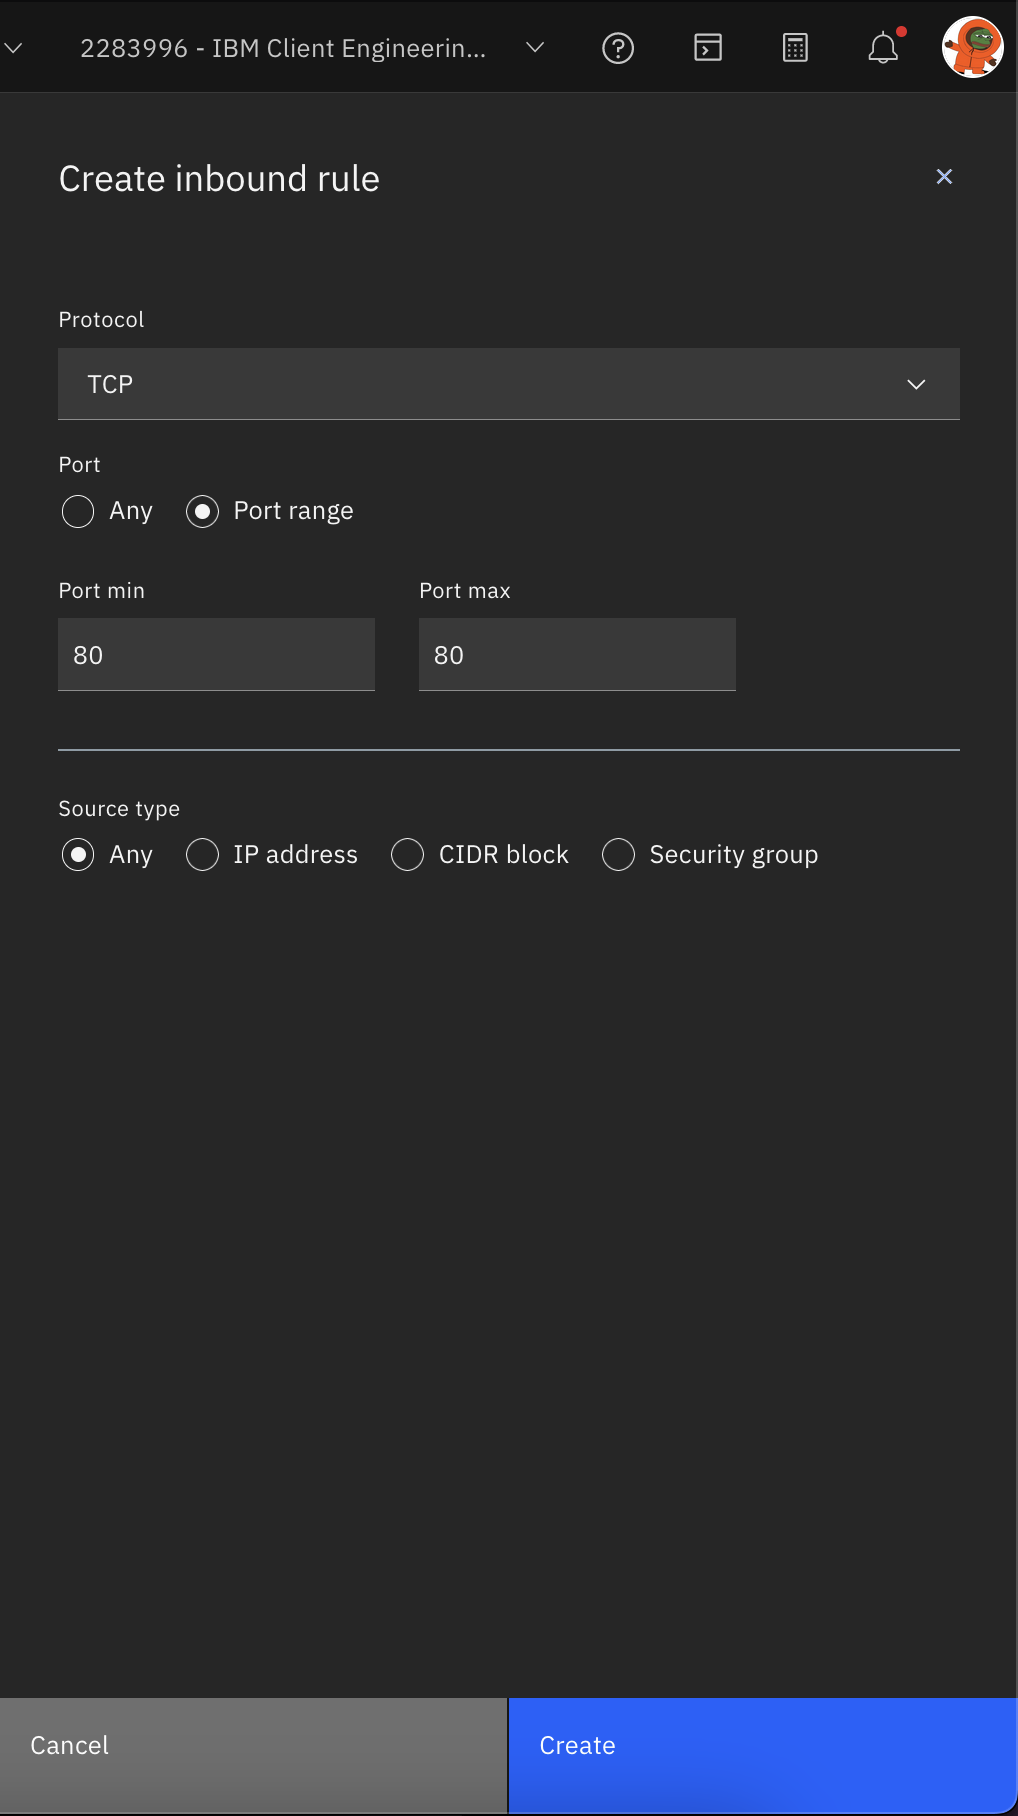 2283996 - IBM Client Engineerin...
Create inbound rule
Protocol
TCP
Port
Any Port range
Port min Port max
80 80
Source type
Any IP address CIDR block Security group
Cancel Create